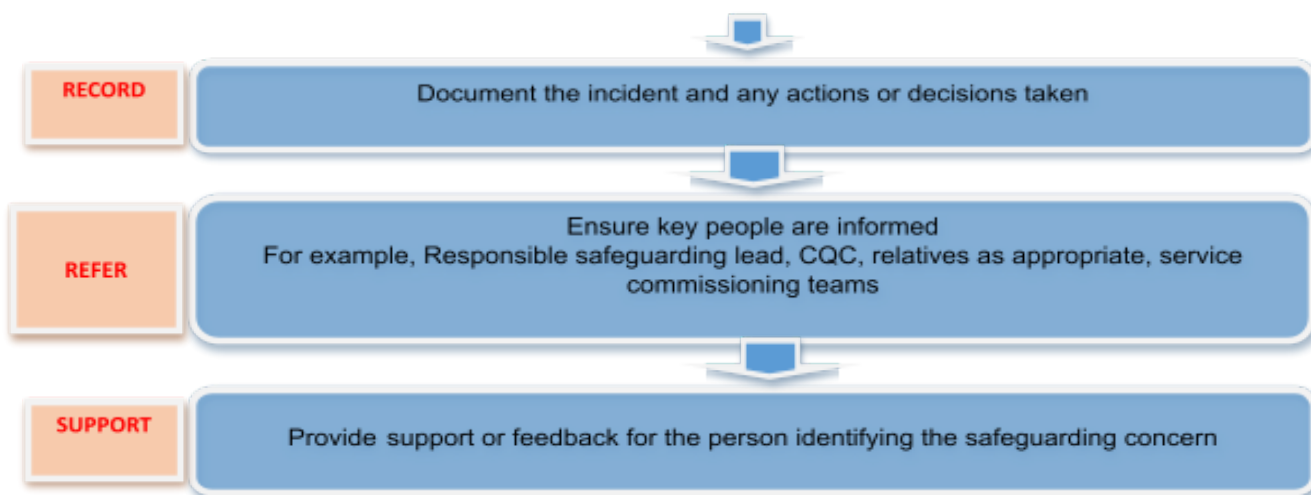 RECORD
Document the incident and any actions or decisions taken
REFER
Ensure key people are informed
For example, Responsible safeguarding lead, CQC, relatives as appropriate, service
commissioning teams
SUPPORT
Provide support or feedback for the person identifying the safeguarding concern